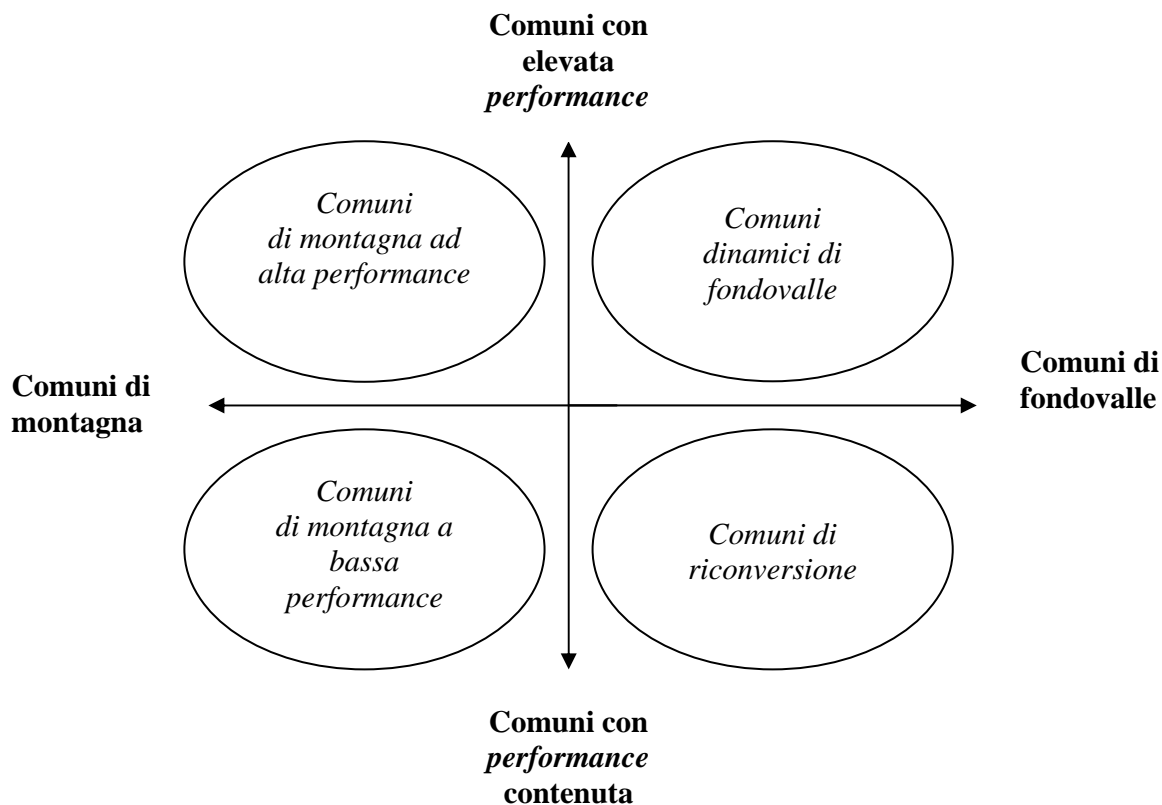 Comuni con
elevata
performance
Comuni
di montagna ad
alta performance
Comuni
dinamici di
fondovalle
Comuni di
montagna
Comuni di
fondovalle
Comuni
di montagna a
bassa
performance
Comuni di
riconversione
Comuni con
performance
contenuta